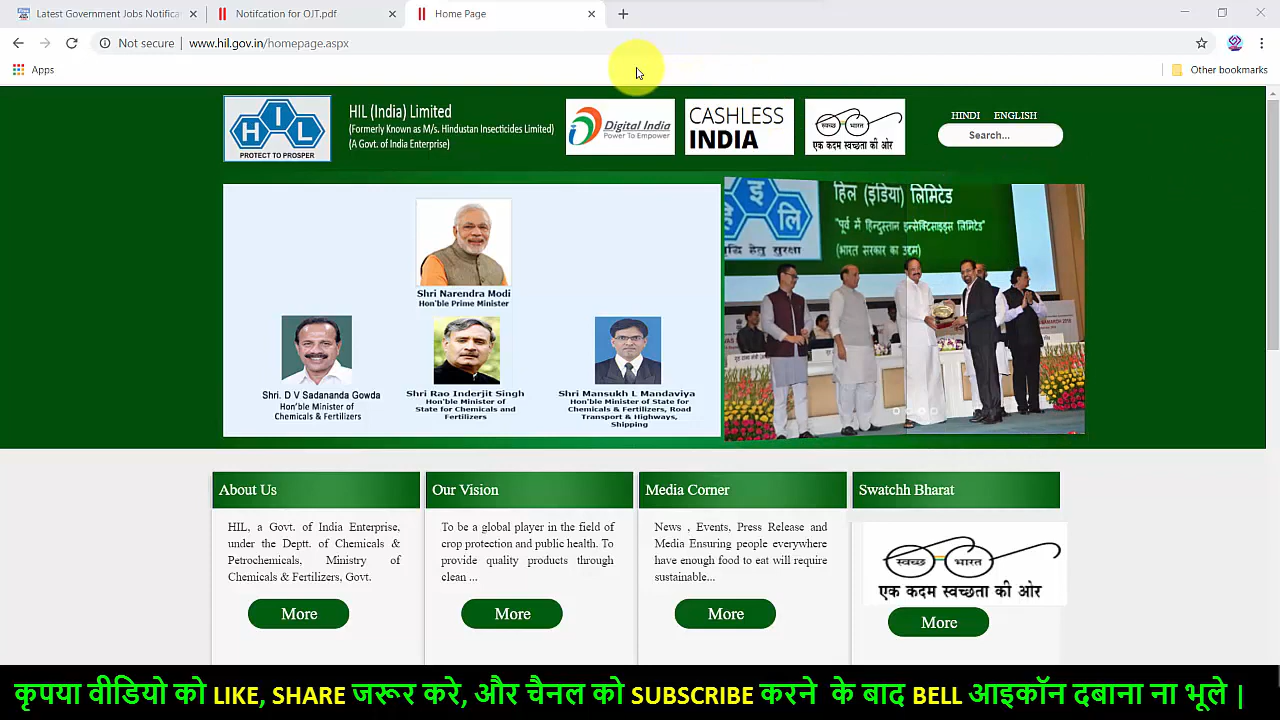 Latest Government Jobs Notifica
Notifcation for OJT.pdf
Home Page
Not secure
www.hil.gov.in/homepage.aspx
Apps
Other bookmarks
HIL
PROTECT TO PROSPER
HIL (India) Limited
(Formerly Known as M/s. Hindustan Insecticides Limited)
(A Govt. of India Enterprise)
Digital India
Power To Empower
CASHLESS
INDIA
स्वच्छ भारत
एक कदम स्वच्छता की ओर
HINDI ENGLISH
Search...
Shri Narendra Modi
Hon'ble Prime Minister
Shri. D V Sadananda Gowda
Hon'ble Minister of
Chemicals & Fertilizers
Shri Rao Inderjit Singh
Hon'ble Minister of
State for Chemicals and
Fertilizers
Shri Mansukh L Mandaviya
Hon'ble Minister of State for
Chemicals & Fertilizers, Road
Transport & Highways,
Shipping
हिल (इंडिया) लिमिटेड
"पूर्व में हिन्दुस्तान इन्सेक्टिसाइड्स लिमिटेड"
(भारत सरकार का उद्यम)
द्धि हेतु सुरक्षा
About Us
HIL, a Govt. of India Enterprise,
under the Deptt. of Chemicals &
Petrochemicals, Ministry of
Chemicals & Fertilizers, Govt.
More
Our Vision
To be a global player in the field of
crop protection and public health. To
provide quality products through
clean ...
More
Media Corner
News , Events, Press Release and
Media Ensuring people everywhere
have enough food to eat will require
sustainable...
More
Swatchh Bharat
स्वच्छ भारत
एक कदम स्वच्छता की ओर
More
कृपया वीडियो को LIKE, SHARE जरूर करे, और चैनल को SUBSCRIBE करने के बाद BELL आइकॉन दबाना ना भूले |